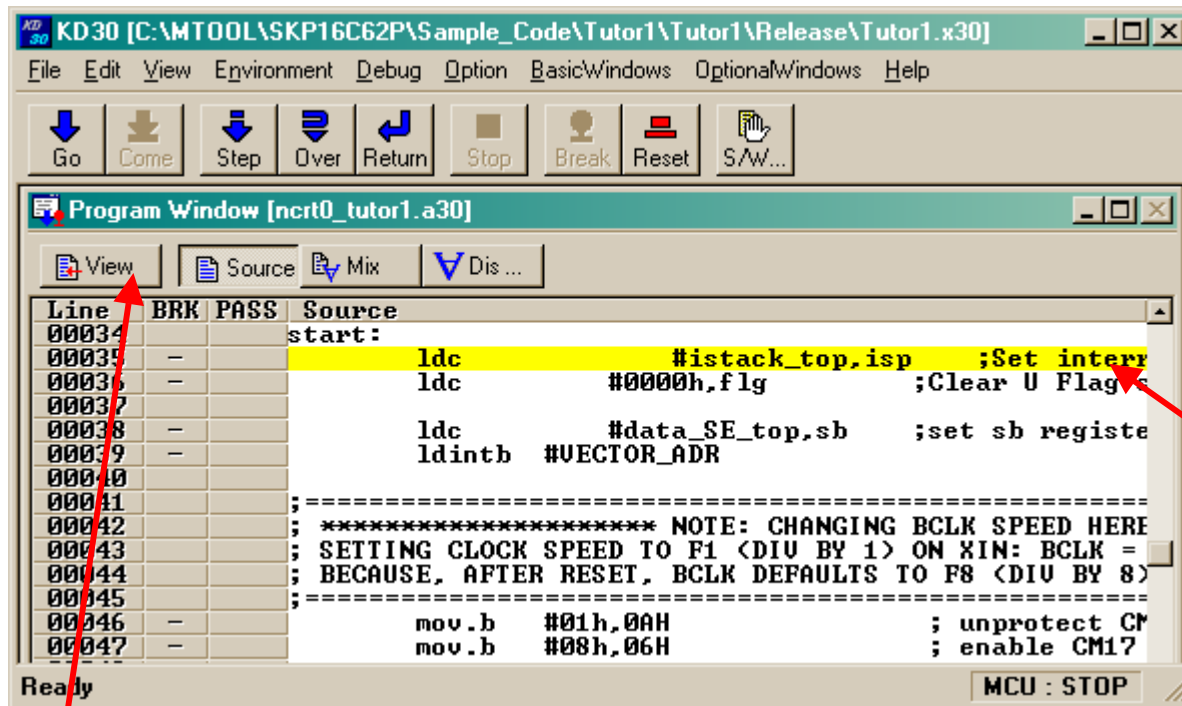 KD30 [C:\MTOOL\SKP16C62P\Sample_Code\Tutor1\Tutor1\Release\Tutor1.x30]
File Edit View Environment Debug Option BasicWindows OptionalWindows Help
Go Come Step Over Return Stop Break Reset S/W...
Program Window [ncrt0_tutor1.a30]
View Source Mix Dis ...
Line BRK PASS Source
00034 start:
00035 - ldc #istack_top,isp ;Set interr
00036 - ldc #0000h,flg ;Clear U Flag s
00037
00038 - ldc #data_SE_top,sb ;set sb registe
00039 - ldintb #VECTOR_ADR
00040
00041 ;====================================================
00042 ; ********************* NOTE: CHANGING BCLK SPEED HERE
00043 ; SETTING CLOCK SPEED TO F1 (DIV BY 1) ON XIN: BCLK =
00044 ; BECAUSE, AFTER RESET, BCLK DEFAULTS TO F8 (DIV BY 8)
00045 ;====================================================
00046 - mov.b #01h,0AH ; unprotect CM
00047 - mov.b #08h,06H ; enable CM17
Ready MCU : STOP